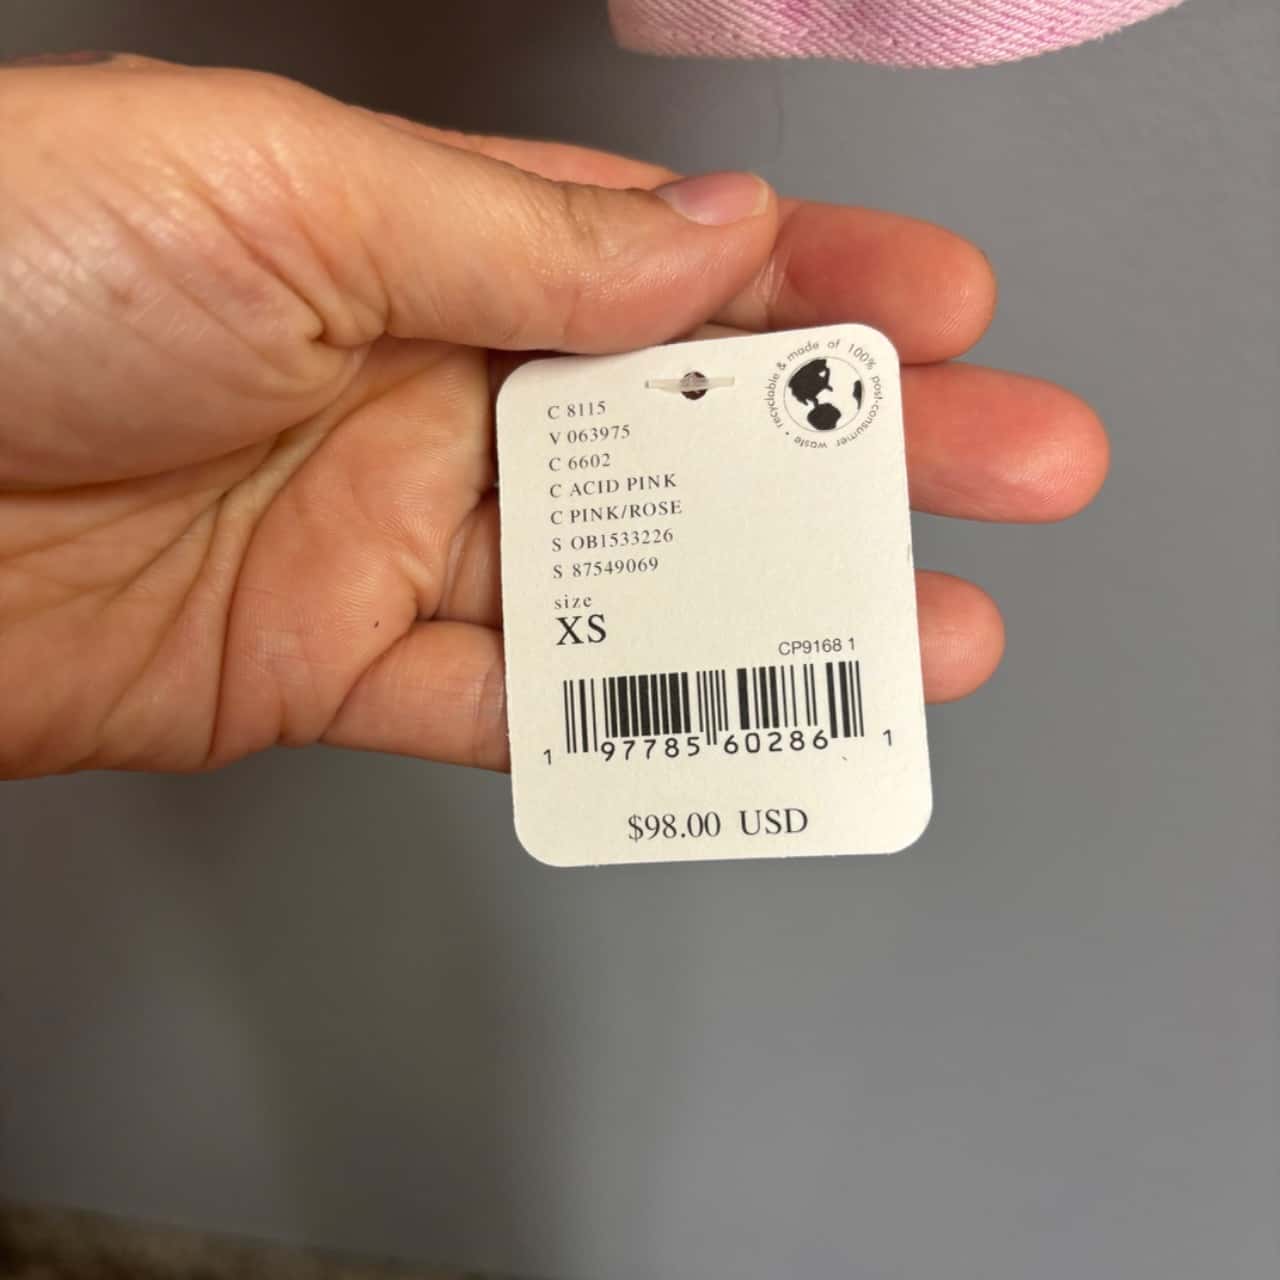 recyclable & made of 100% post-consumer waste •
C 8115
V 063975
C 6602
C ACID PINK
C PINK/ROSE
S OB1533226
S 87549069
size
XS
CP9168 1
1 97785 60286 1
$98.00 USD